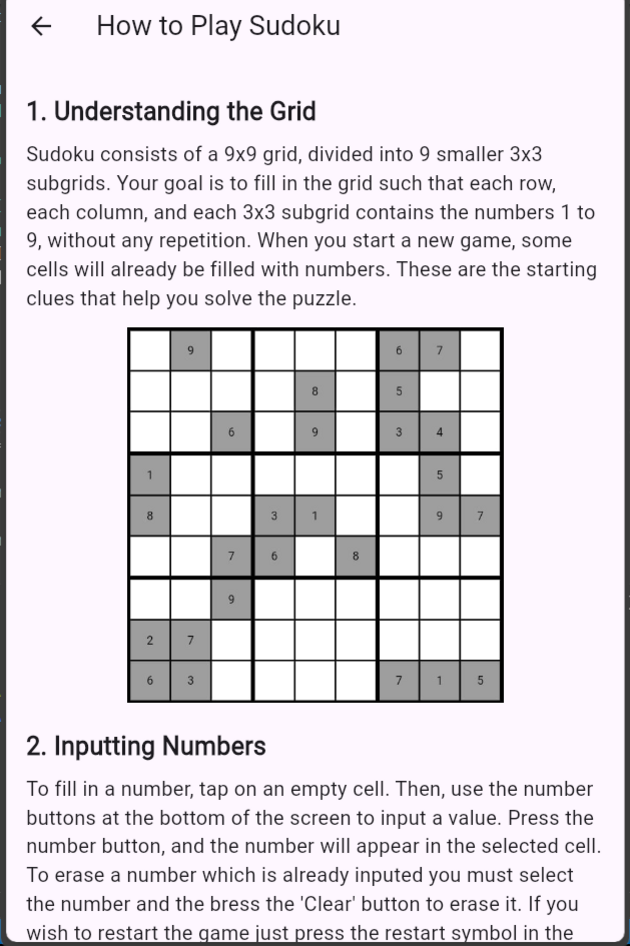 How to Play Sudoku
1. Understanding the Grid
Sudoku consists of a 9x9 grid, divided into 9 smaller 3x3
subgrids. Your goal is to fill in the grid such that each row,
each column, and each 3x3 subgrid contains the numbers 1 to
9, without any repetition. When you start a new game, some
cells will already be filled with numbers. These are the starting
clues that help you solve the puzzle.
9 6 7
8 5
6 9 3 4
1 5
8 3 1 9 7
7 6 8
9
2 7
6 3 7 1 5
2. Inputting Numbers
To fill in a number, tap on an empty cell. Then, use the number
buttons at the bottom of the screen to input a value. Press the
number button, and the number will appear in the selected cell.
To erase a number which is already inputed you must select
the number and the bress the 'Clear' button to erase it. If you
wish to restart the game just press the restart symbol in the